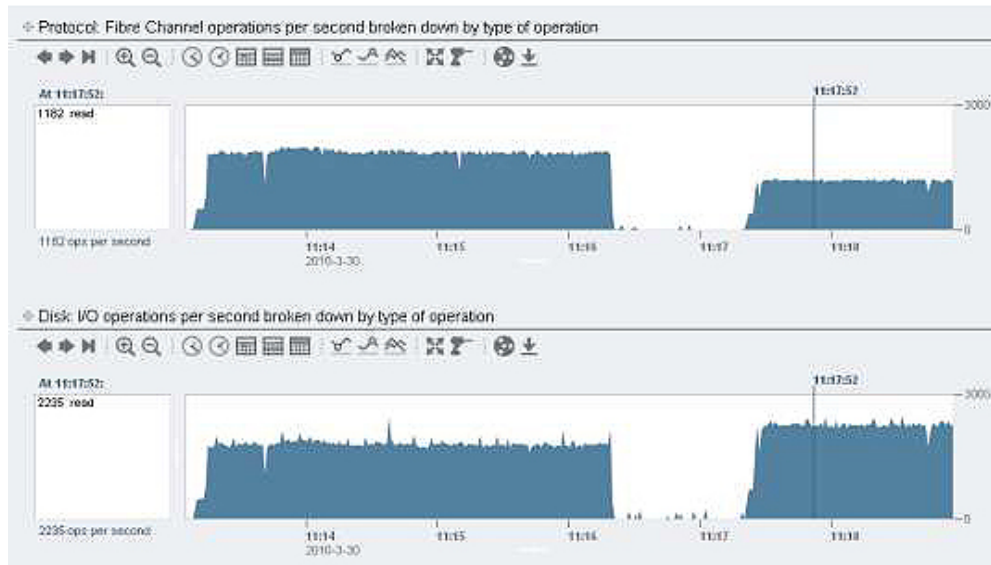 Protocol: Fibre Channel operations per second broken down by type of operation
At 11:17:52:
11:17:52
1182 read
3000
1182 ops per second
0
11:14
11:15
11:16
11:17
11:18
2010-3-30
Disk: I/O operations per second broken down by type of operation
At 11:17:52:
11:17:52
2235 read
3000
2235 ops per second
0
11:14
11:15
11:16
11:17
11:18
2010-3-30